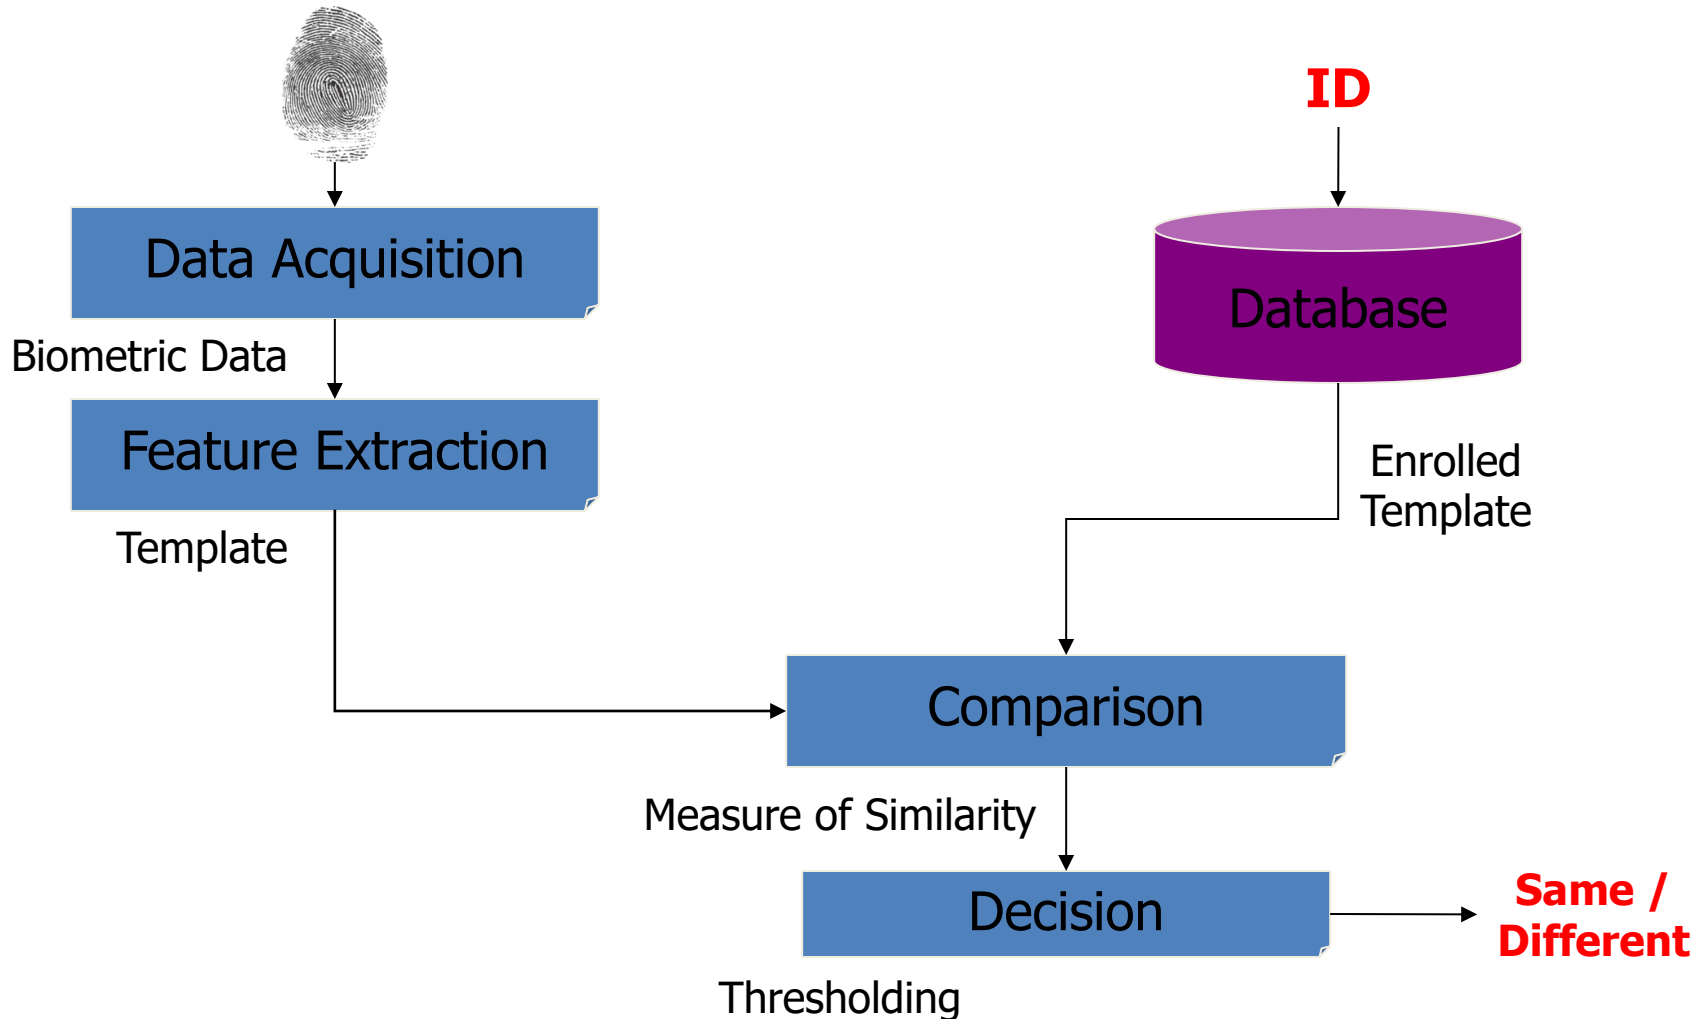 ID
Data Acquisition
Database
Biometric Data
Feature Extraction
Enrolled
Template
Template
Comparison
Measure of Similarity
Decision
Same /
Different
Thresholding